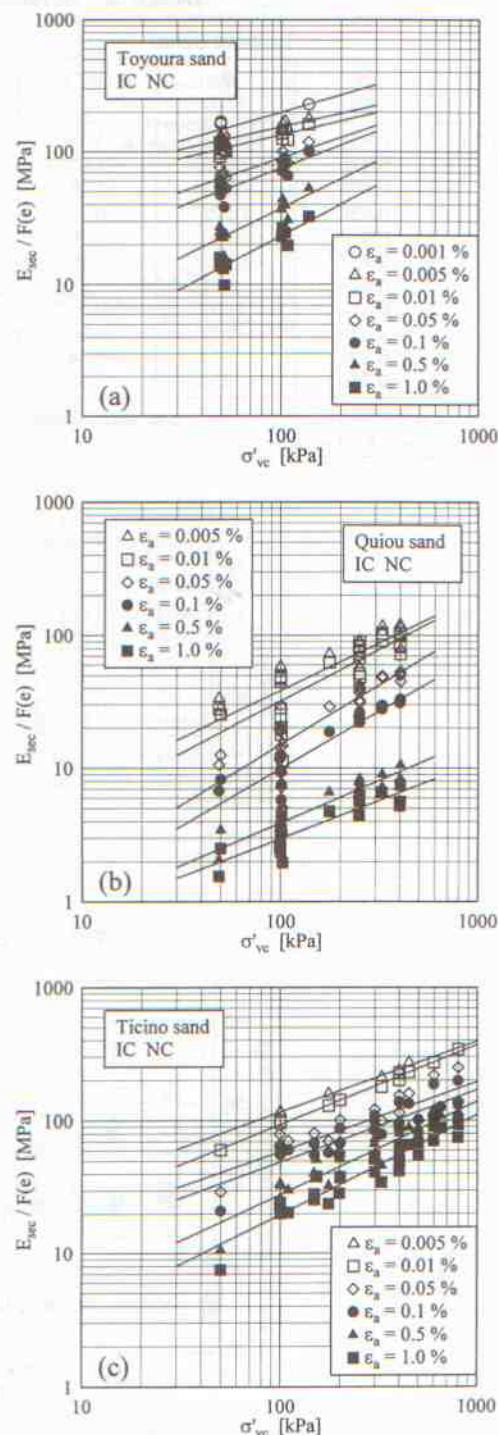 1000
Toyoura sand
IC NC
100
10
1
E_sec / F(e) [MPa]
ε_a = 0.001 %
ε_a = 0.005 %
ε_a = 0.01 %
ε_a = 0.05 %
ε_a = 0.1 %
ε_a = 0.5 %
ε_a = 1.0 %
(a)
10 100 1000
σ'_vc [kPa]
1000
ε_a = 0.005 %
ε_a = 0.01 %
ε_a = 0.05 %
ε_a = 0.1 %
ε_a = 0.5 %
ε_a = 1.0 %
Quiou sand
IC NC
100
10
1
E_sec / F(e) [MPa]
(b)
10 100 1000
σ'_vc [kPa]
1000
Ticino sand
IC NC
100
10
1
E_sec / F(e) [MPa]
ε_a = 0.005 %
ε_a = 0.01 %
ε_a = 0.05 %
ε_a = 0.1 %
ε_a = 0.5 %
ε_a = 1.0 %
(c)
10 100 1000
σ'_vc [kPa]